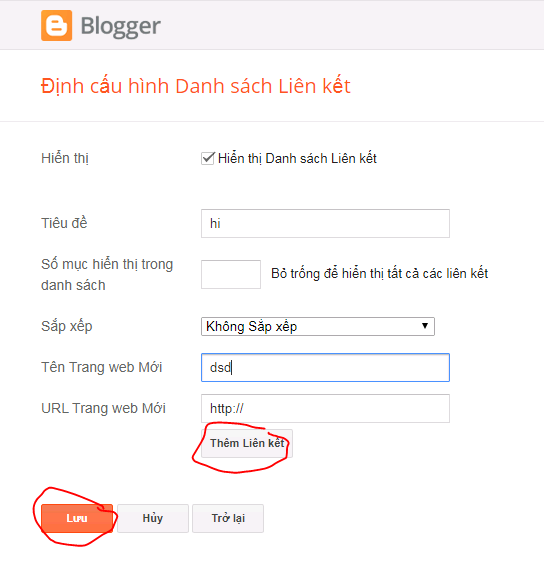 Blogger
Định cấu hình Danh sách Liên kết
Hiển thị
Hiển thị Danh sách Liên kết
Tiêu đề
hi
Số mục hiển thị trong
danh sách
Bỏ trống để hiển thị tất cả các liên kết
Sắp xếp
Không Sắp xếp
Tên Trang web Mới
dsd
URL Trang web Mới
http://
Thêm Liên kết
Lưu
Hủy
Trở lại